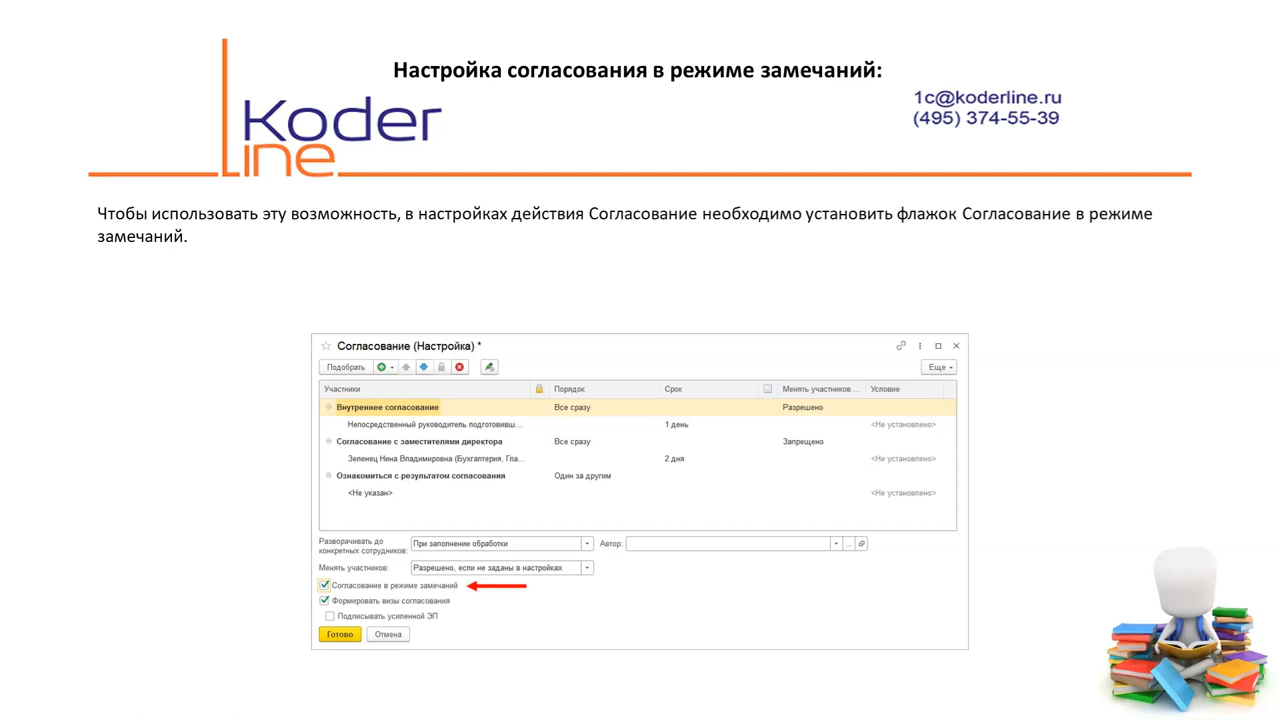 Настройка согласования в режиме замечаний:
Koder
line
1c@koderline.ru
(495) 374-55-39
Чтобы использовать эту возможность, в настройках действия Согласование необходимо установить флажок Согласование в режиме
замечаний.
Согласование (Настройка) *
Подобрать Еще
Участники Порядок Срок Менять участников ... Условие
Внутреннее согласование Все сразу Разрешено
Непосредственный руководитель подготовивш... 1 день <Не установлено>
Согласование с заместителями директора Все сразу Запрещено
Зеленец Нина Владимировна (Бухгалтерия, Гла... 2 дня <Не установлено>
Ознакомиться с результатом согласования Один за другим
<Не указан> <Не установлено>
Разворачивать до
конкретных сотрудников: При заполнении обработки Автор: ...
Менять участников: Разрешено, если не заданы в настройках
Согласование в режиме замечаний
Формировать визы согласования
Подписывать усиленной ЭП
Готово Отмена